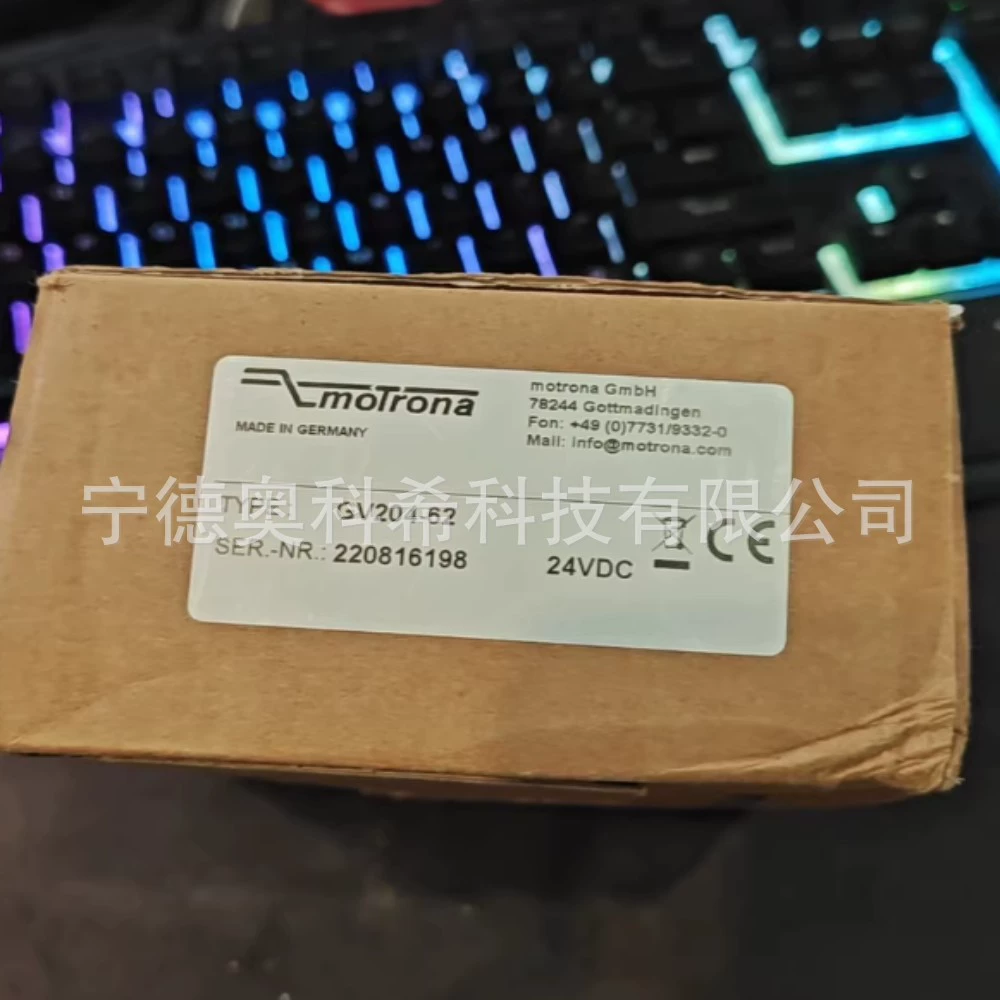 moTrona
MADE IN GERMANY
motrona GmbH
78244 Gottmadingen
Fon: +49 (0)7731/9332-0
Mail: info@motrona.com
宁德奥科希科技有限公司
TYPE: GV204-62
SER.-NR.: 220816198
24VDC
CE